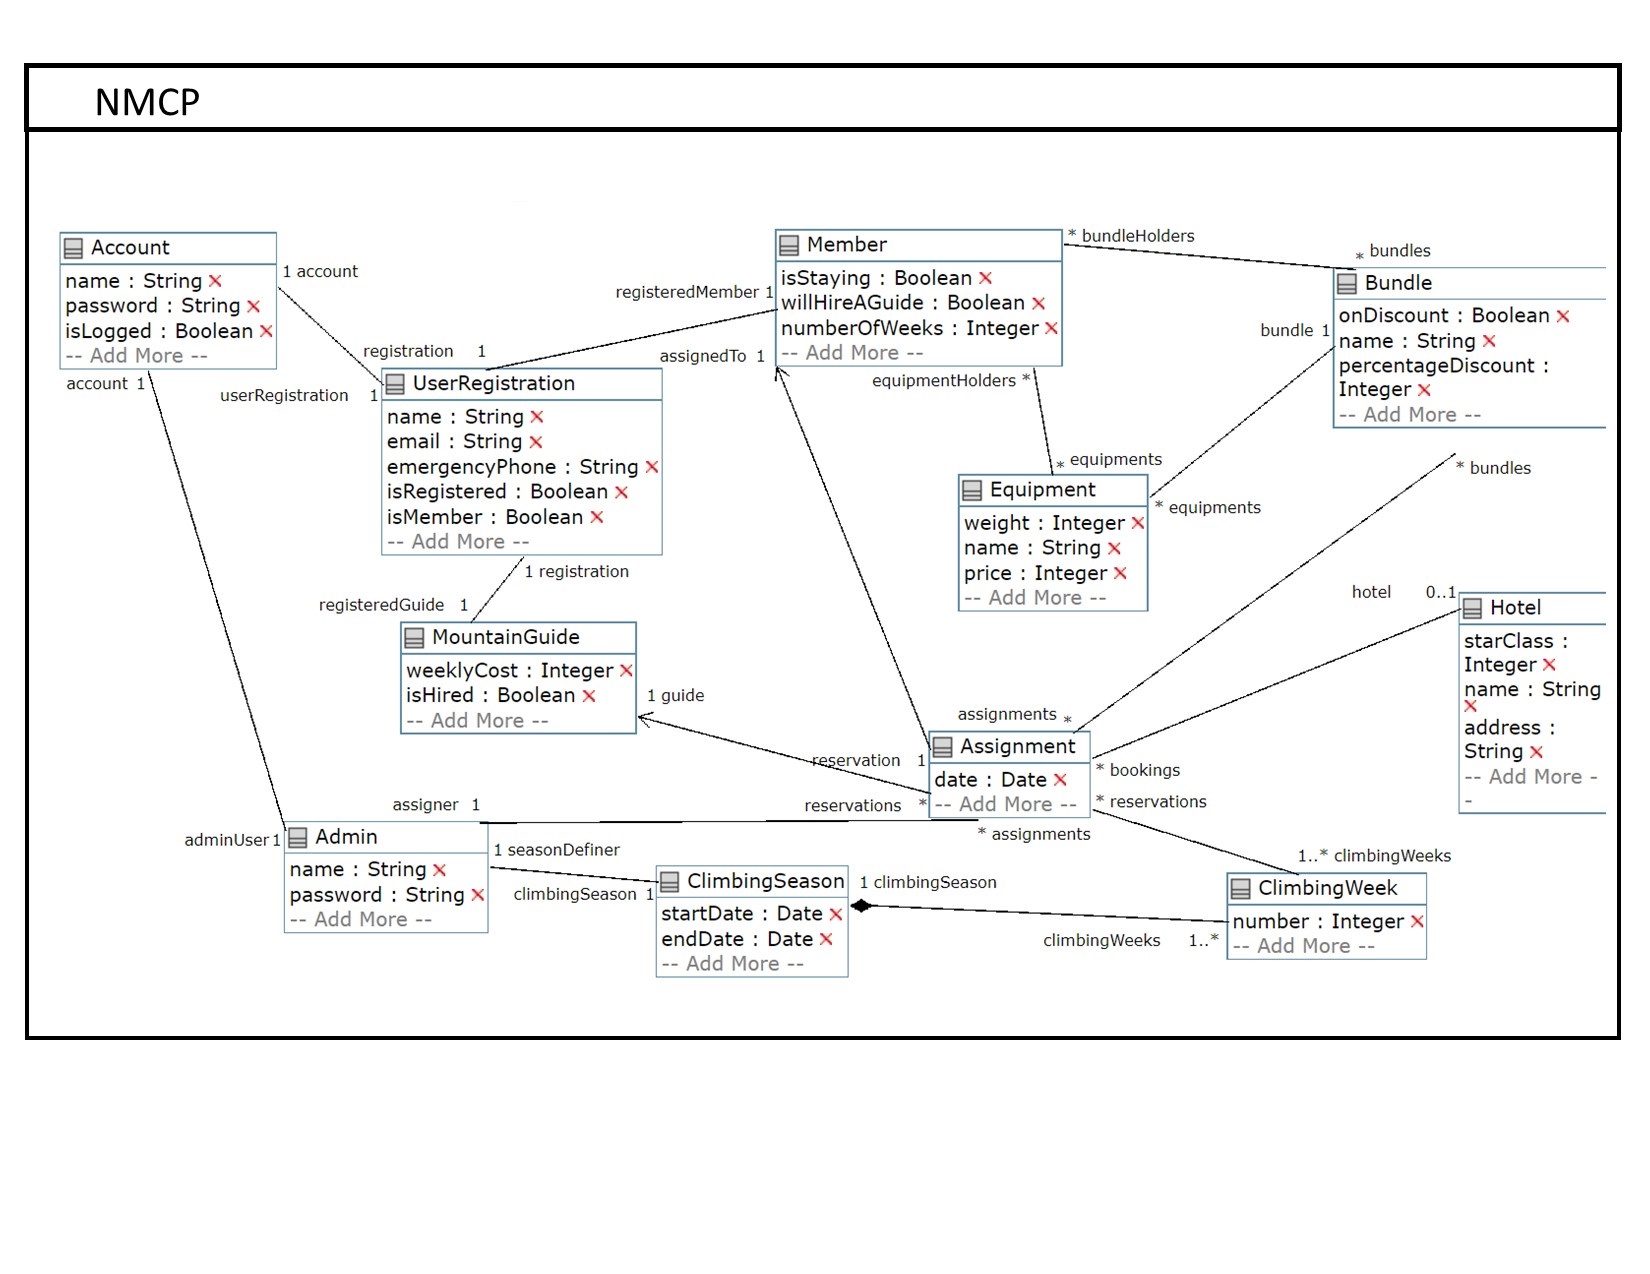 NMCP
Account
name : String
password : String
isLogged : Boolean
-- Add More --
1 account
account 1
userRegistration 1
registration 1
UserRegistration
name : String
email : String
emergencyPhone : String
isRegistered : Boolean
isMember : Boolean
-- Add More --
1 registration
registeredGuide 1
MountainGuide
weeklyCost : Integer
isHired : Boolean
-- Add More --
1 guide
registeredMember 1
assignedTo 1
Member
isStaying : Boolean
willHireAGuide : Boolean
numberOfWeeks : Integer
-- Add More --
equipmentHolders *
* bundleHolders
* bundles
Bundle
onDiscount : Boolean
name : String
percentageDiscount :
Integer
-- Add More --
bundle 1
* equipments
Equipment
weight : Integer
name : String
price : Integer
-- Add More --
* equipments
* bundles
hotel 0..1
Hotel
starClass :
Integer
name : String
address :
String
-- Add More -
-
assignments *
reservation 1
reservations *
Assignment
date : Date
-- Add More --
* bookings
* reservations
* assignments
assigner 1
adminUser 1
Admin
name : String
password : String
-- Add More --
1 seasonDefiner
climbingSeason 1
ClimbingSeason
startDate : Date
endDate : Date
-- Add More --
1 climbingSeason
climbingWeeks 1..*
1..* climbingWeeks
ClimbingWeek
number : Integer
-- Add More --